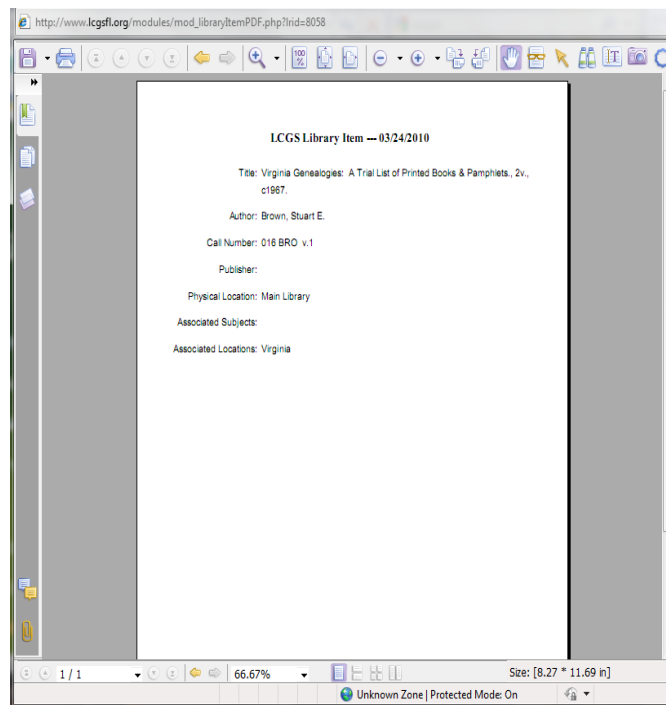 http://www.lcgsfl.org/modules/mod_libraryItemPDF.php?lrid=8058
100
%
T
LCGS Library Item --- 03/24/2010
Title: Virginia Genealogies: A Trial List of Printed Books & Pamphlets., 2v.,
c1967.
Author: Brown, Stuart E.
Call Number: 016 BRO v.1
Publisher:
Physical Location: Main Library
Associated Subjects:
Associated Locations: Virginia
1 / 1
66.67%
Size: [8.27 * 11.69 in]
Unknown Zone | Protected Mode: On